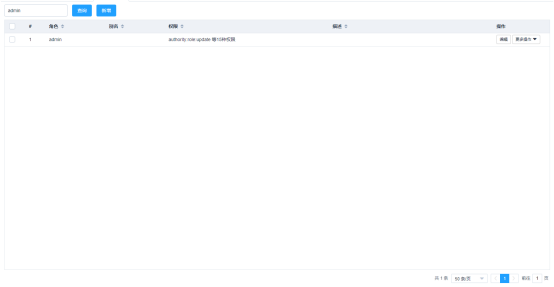 admin 查询 新增
# 角色 别名 权限 描述 操作
1 admin authority:role:update 等10种权限 编辑 更多操作
共 1 条 50 条/页 1 前往 1 页